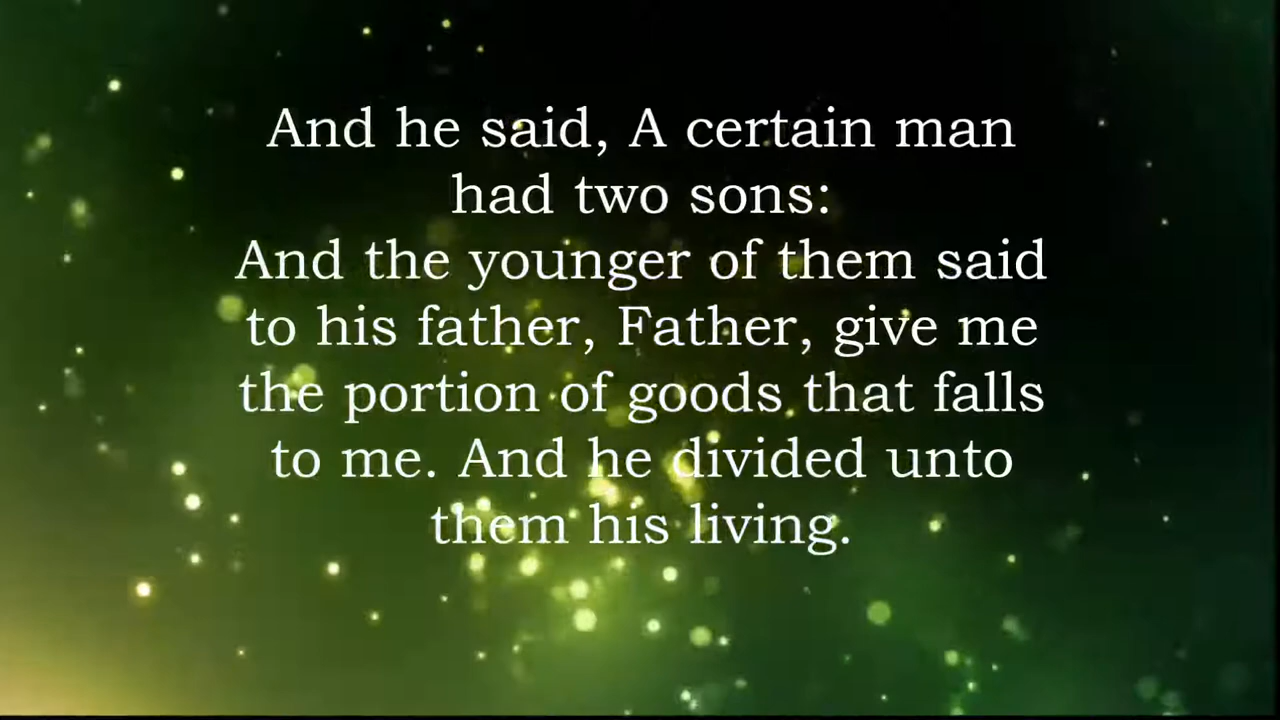 And he said, A certain man
had two sons:
And the younger of them said
to his father, Father, give me
the portion of goods that falls
to me. And he divided unto
them his living.